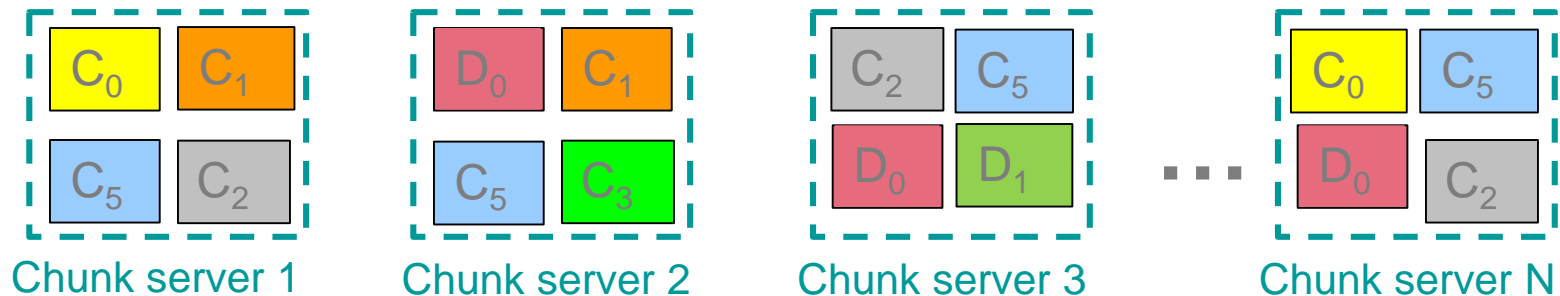 C₀ C₁ D₀ C₁ C₂ C₅ C₀ C₅
C₅ C₂ C₅ C₃ D₀ D₁ ... D₀ C₂
Chunk server 1 Chunk server 2 Chunk server 3 Chunk server N